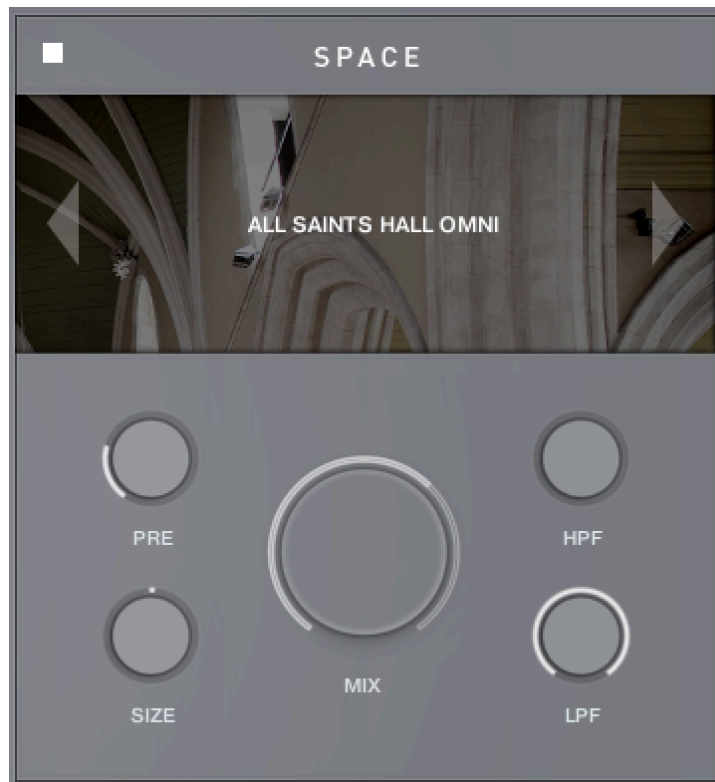 SPACE
ALL SAINTS HALL OMNI
PRE
HPF
MIX
SIZE
LPF